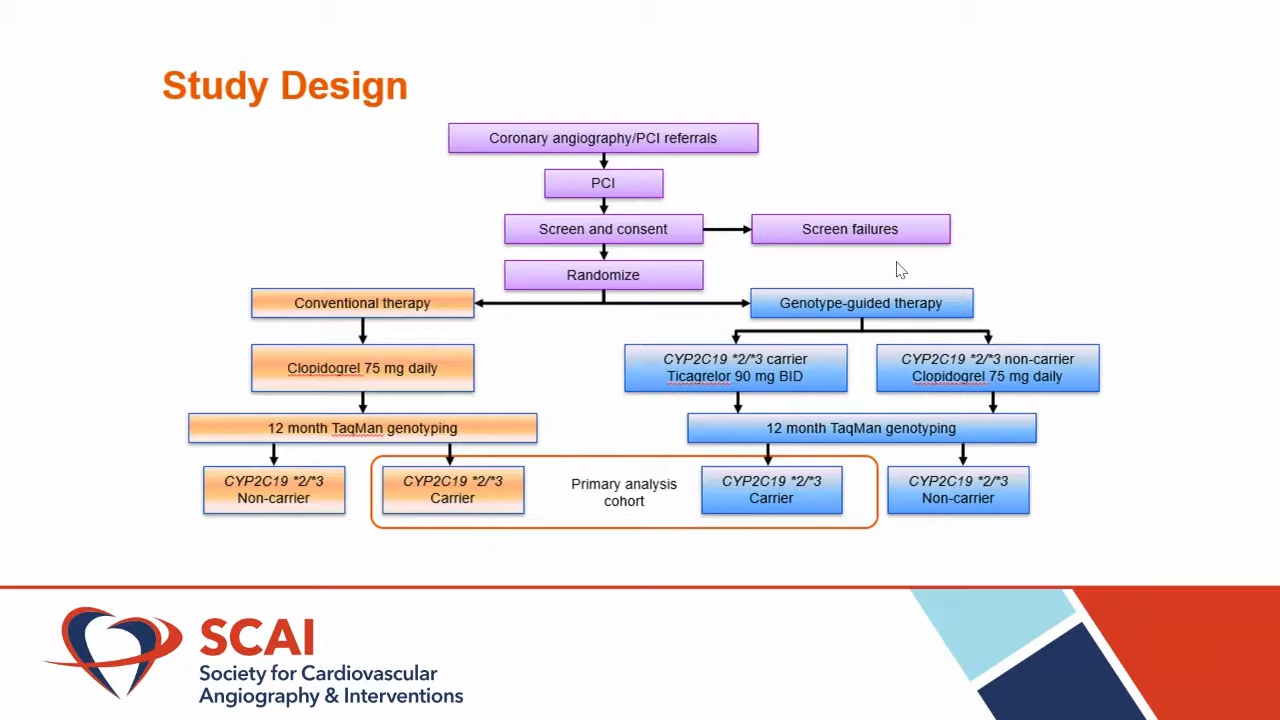 Study Design
Coronary angiography/PCI referrals
PCI
Screen and consent
Screen failures
Randomize
Conventional therapy
Genotype-guided therapy
Clopidogrel 75 mg daily
CYP2C19 *2/*3 carrier
Ticagrelor 90 mg BID
CYP2C19 *2/*3 non-carrier
Clopidogrel 75 mg daily
12 month TaqMan genotyping
12 month TaqMan genotyping
CYP2C19 *2/*3
Non-carrier
CYP2C19 *2/*3
Carrier
Primary analysis
cohort
CYP2C19 *2/*3
Carrier
CYP2C19 *2/*3
Non-carrier
SCAI
Society for Cardiovascular
Angiography & Interventions